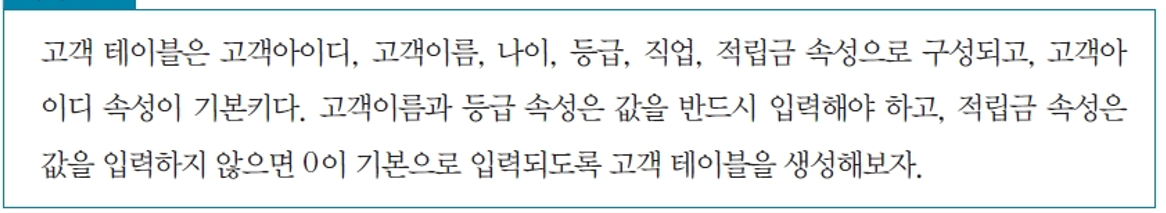 고객 테이블은 고객아이디, 고객이름, 나이, 등급, 직업, 적립금 속성으로 구성되고, 고객아
이디 속성이 기본키다. 고객이름과 등급 속성은 값을 반드시 입력해야 하고, 적립금 속성은
값을 입력하지 않으면 0이 기본으로 입력되도록 고객 테이블을 생성해보자.